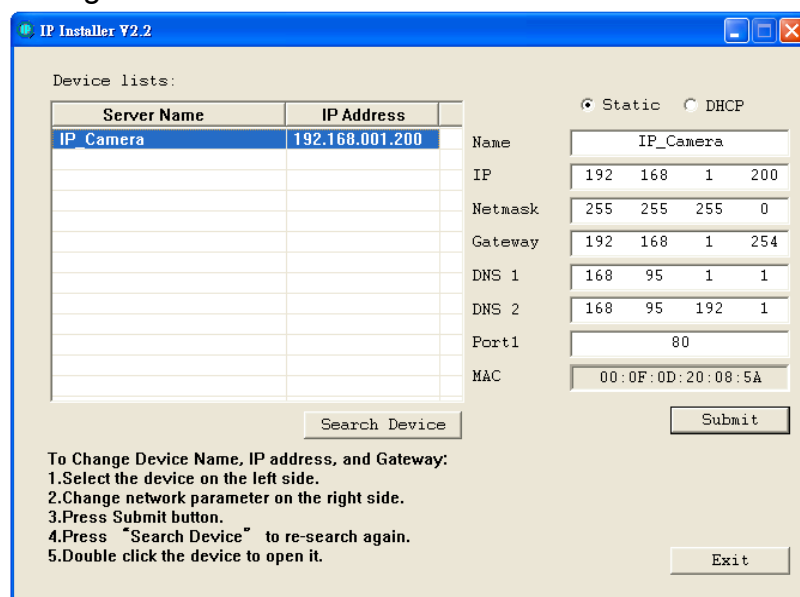 IP Installer V2.2
Device lists:
Server Name IP Address
IP_Camera 192.168.001.200
Static DHCP
Name IP_Camera
IP 192 168 1 200
Netmask 255 255 255 0
Gateway 192 168 1 254
DNS 1 168 95 1 1
DNS 2 168 95 192 1
Port1 80
MAC 00:0F:0D:20:08:5A
Search Device
Submit
To Change Device Name, IP address, and Gateway:
1.Select the device on the left side.
2.Change network parameter on the right side.
3.Press Submit button.
4.Press “Search Device” to re-search again.
5.Double click the device to open it.
Exit